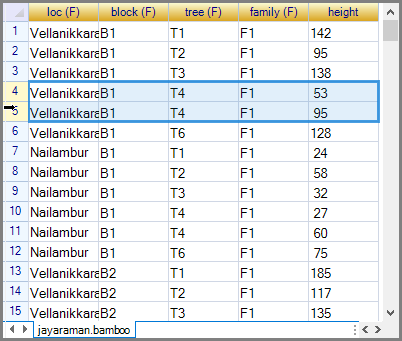 loc (F) block (F) tree (F) family (F) height
1 Vellanikkara B1 T1 F1 142
2 Vellanikkara B1 T2 F1 95
3 Vellanikkara B1 T3 F1 138
4 Vellanikkara B1 T4 F1 53
5 Vellanikkara B1 T4 F1 95
6 Vellanikkara B1 T6 F1 128
7 Nailambur B1 T1 F1 24
8 Nailambur B1 T2 F1 58
9 Nailambur B1 T3 F1 32
10 Nailambur B1 T4 F1 27
11 Nailambur B1 T4 F1 60
12 Nailambur B1 T6 F1 75
13 Vellanikkara B2 T1 F1 185
14 Vellanikkara B2 T2 F1 117
15 Vellanikkara B2 T3 F1 135
jayaraman.bamboo